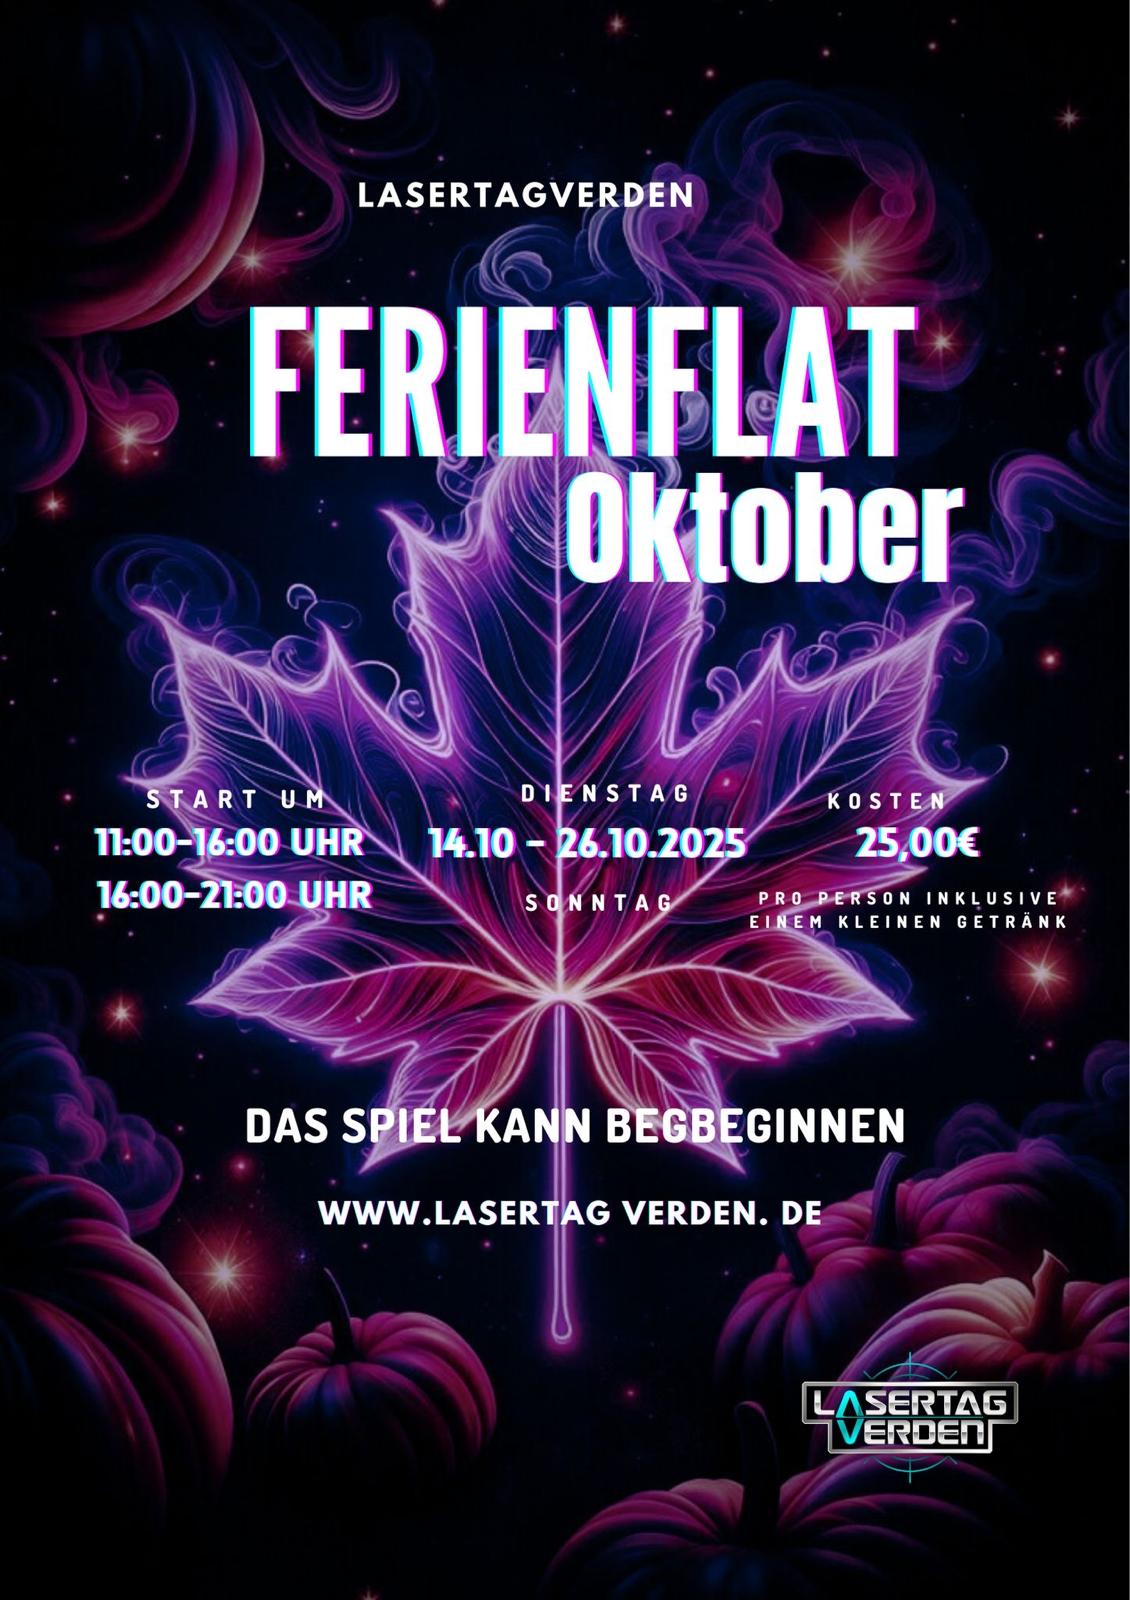 LASERTAGVERDEN
FERIENFLAT
Oktober
START UM
11:00-16:00 UHR
16:00-21:00 UHR
DIENSTAG
14.10 - 26.10.2025
SONNTAG
KOSTEN
25,00€
PRO PERSON INKLUSIVE
EINEM KLEINEN GETRÄNK
DAS SPIEL KANN BEGBEGINNEN
WWW.LASERTAG VERDEN. DE
LASERTAG
VERDEN